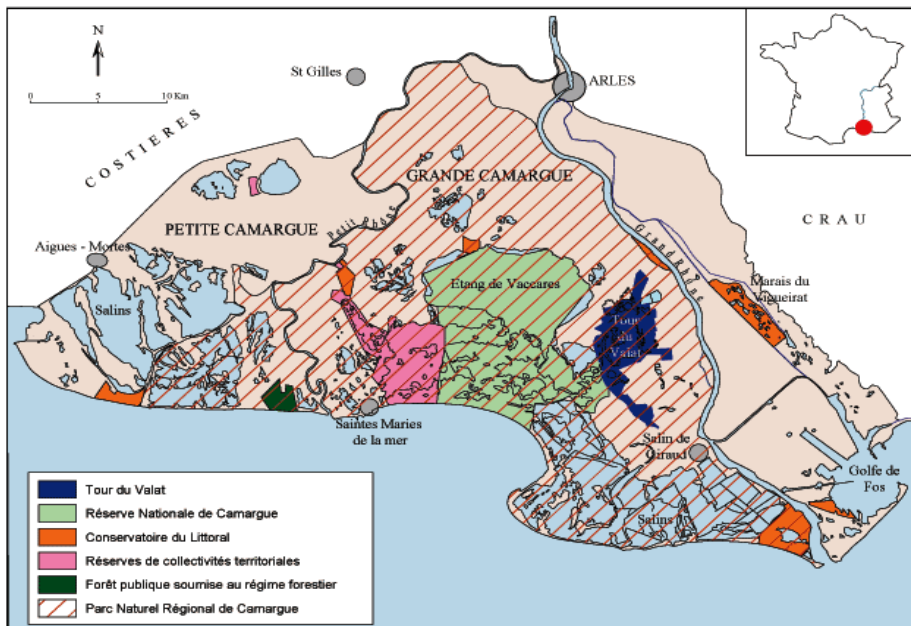 N
0
5
10 Km
St Gilles
ARLES
COSTIERES
GRANDE CAMARGUE
PETITE CAMARGUE
Petit Rhône
Grand Rhône
CRAU
Aigues - Mortes
Salins
Etang de Vaccares
Marais du
Vigueirat
Tour
du
Valat
Saintes Maries
de la mer
Salin de
Giraud
Golfe de
Fos
Salins
Tour du Valat
Réserve Nationale de Camargue
Conservatoire du Littoral
Réserves de collectivités territoriales
Forêt publique soumise au régime forestier
Parc Naturel Régional de Camargue